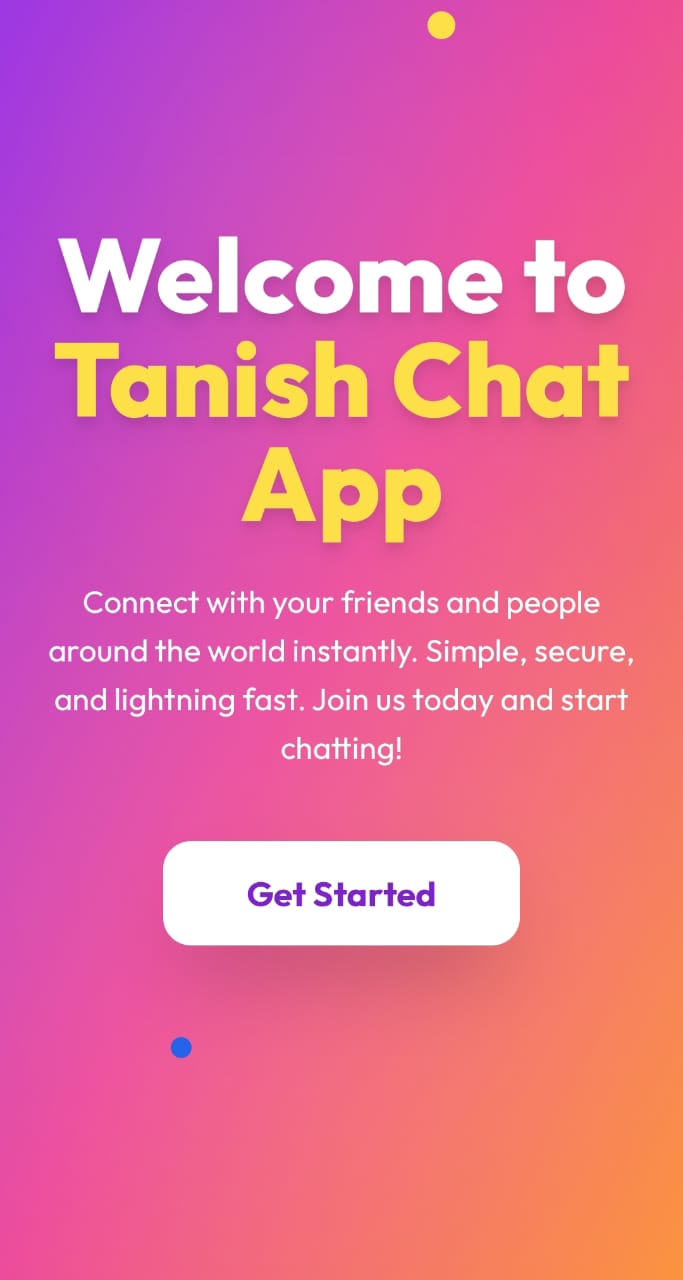 Welcome to
Tanish Chat
App
Connect with your friends and people
around the world instantly. Simple, secure,
and lightning fast. Join us today and start
chatting!
Get Started